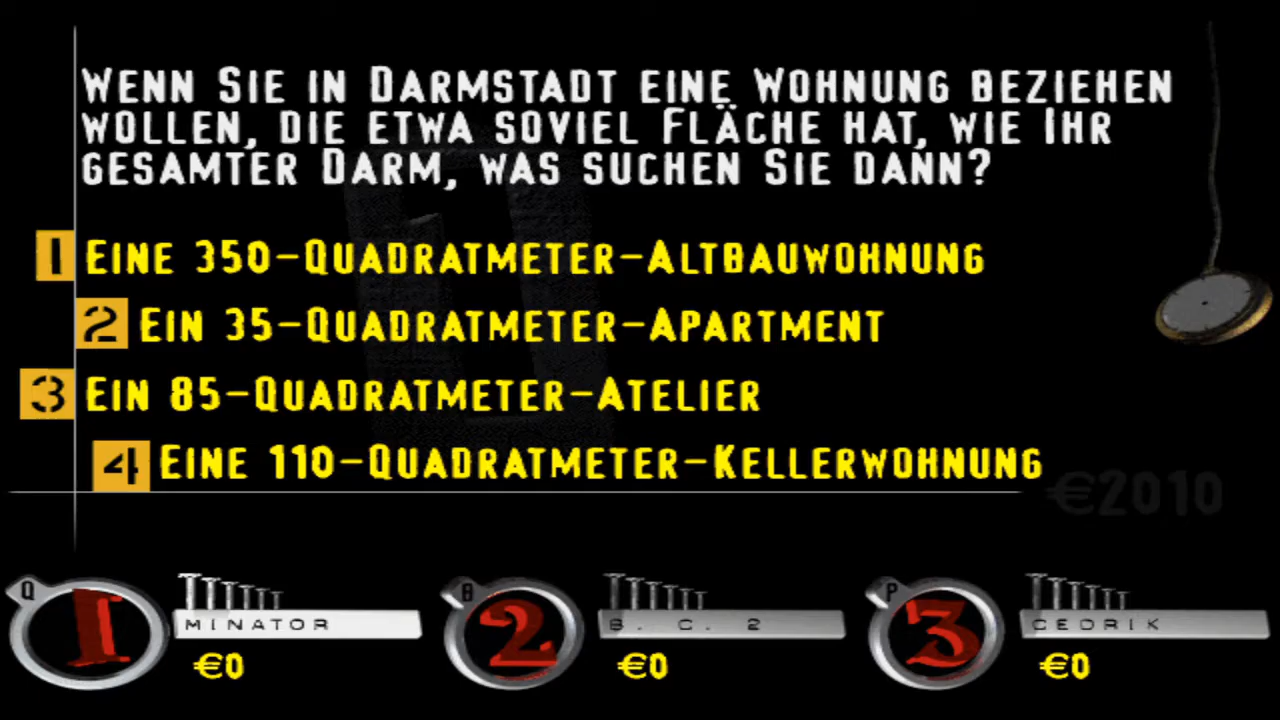 Wenn Sie in Darmstadt eine Wohnung beziehen
wollen, die etwa soviel Fläche hat, wie Ihr
gesamter Darm, was suchen Sie dann?
1 Eine 350-Quadratmeter-Altbauwohnung
2 Ein 35-Quadratmeter-Apartment
3 Ein 85-Quadratmeter-Atelier
4 Eine 110-Quadratmeter-Kellerwohnung
€2010
Q 1 MINATOR €0
B 2 B. C. 2 €0
P 3 CEDRIK €0